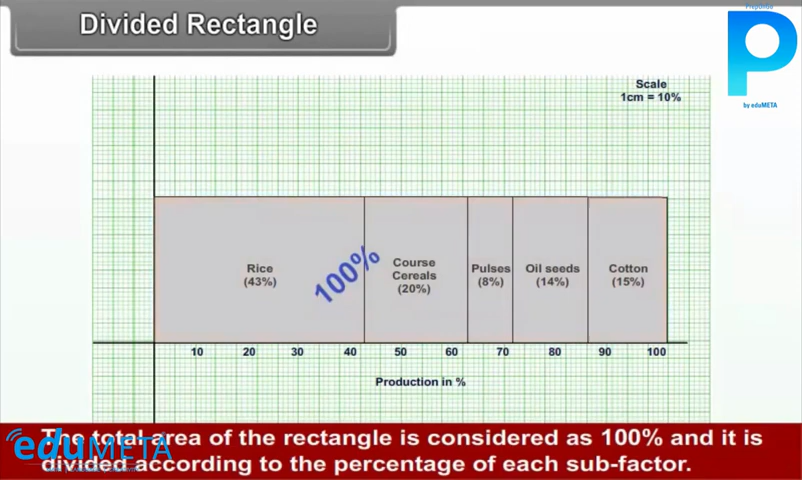 Divided Rectangle
Preponde
P
by eduMETA
Scale
1cm = 10%
Rice
(43%)
100%
Course
Cereals
(20%)
Pulses
(8%)
Oil seeds
(14%)
Cotton
(15%)
10 20 30 40 50 60 70 80 90 100
Production in %
The total area of the rectangle is considered as 100% and it is
divided according to the percentage of each sub-factor.
eduMETA